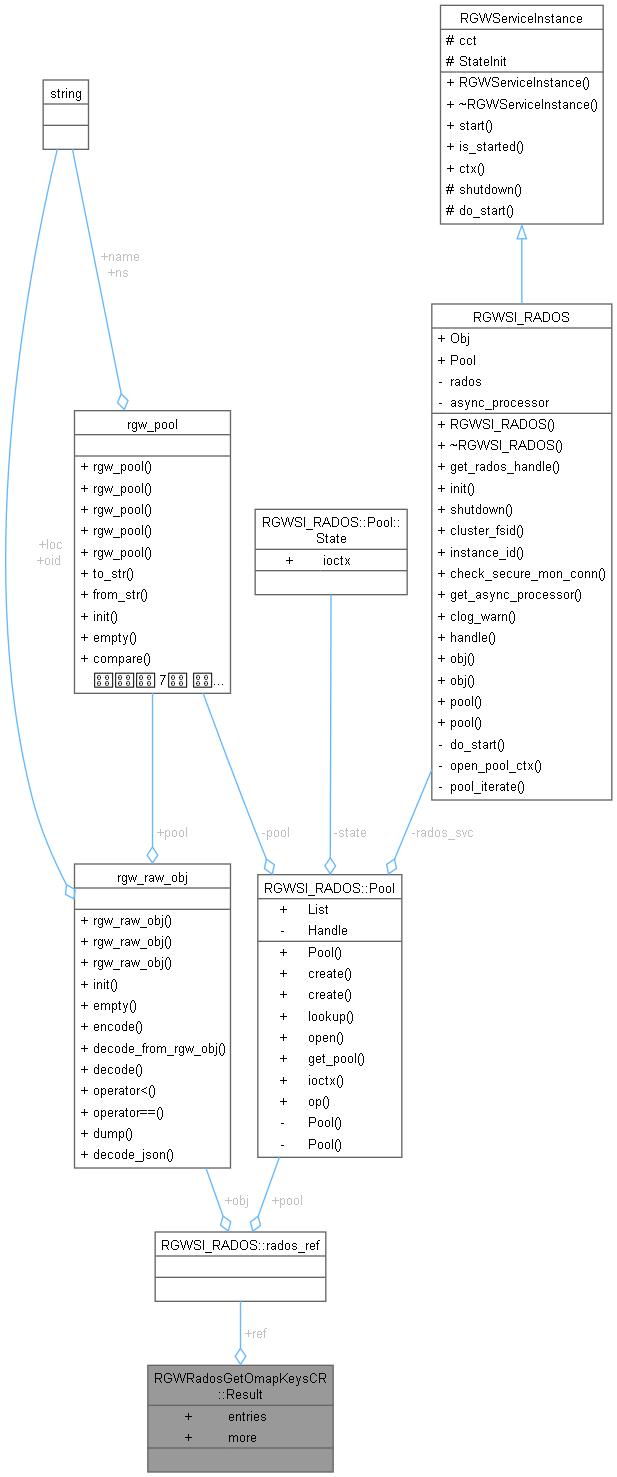 RGWServiceInstance
# cct
# StateInit
+ RGWServiceInstance()
+ ~RGWServiceInstance()
+ start()
+ is_started()
+ ctx()
# shutdown()
# do_start()
string
+name
+ns
RGWSI_RADOS
+ Obj
+ Pool
- rados
- async_processor
+ RGWSI_RADOS()
+ ~RGWSI_RADOS()
+ get_rados_handle()
+ init()
+ shutdown()
+ cluster_fsid()
+ instance_id()
+ check_secure_mon_conn()
+ get_async_processor()
+ clog_warn()
+ handle()
+ obj()
+ obj()
+ pool()
+ pool()
- do_start()
- open_pool_ctx()
- pool_iterate()
rgw_pool
+ rgw_pool()
+ rgw_pool()
+ rgw_pool()
+ rgw_pool()
+ rgw_pool()
+ to_str()
+ from_str()
+ init()
+ empty()
+ compare()
7 ...
RGWSI_RADOS::Pool::
State
+ ioctx
+loc
+oid
+pool
-pool
-state
-rados_svc
rgw_raw_obj
+ rgw_raw_obj()
+ rgw_raw_obj()
+ rgw_raw_obj()
+ init()
+ empty()
+ encode()
+ decode_from_rgw_obj()
+ decode()
+ operator<()
+ operator==()
+ dump()
+ decode_json()
RGWSI_RADOS::Pool
+ List
- Handle
+ Pool()
+ create()
+ create()
+ lookup()
+ open()
+ get_pool()
+ ioctx()
+ op()
- Pool()
- Pool()
+obj
+pool
RGWSI_RADOS::rados_ref
+ref
RGWRadosGetOmapKeysCR
::Result
+ entries
+ more